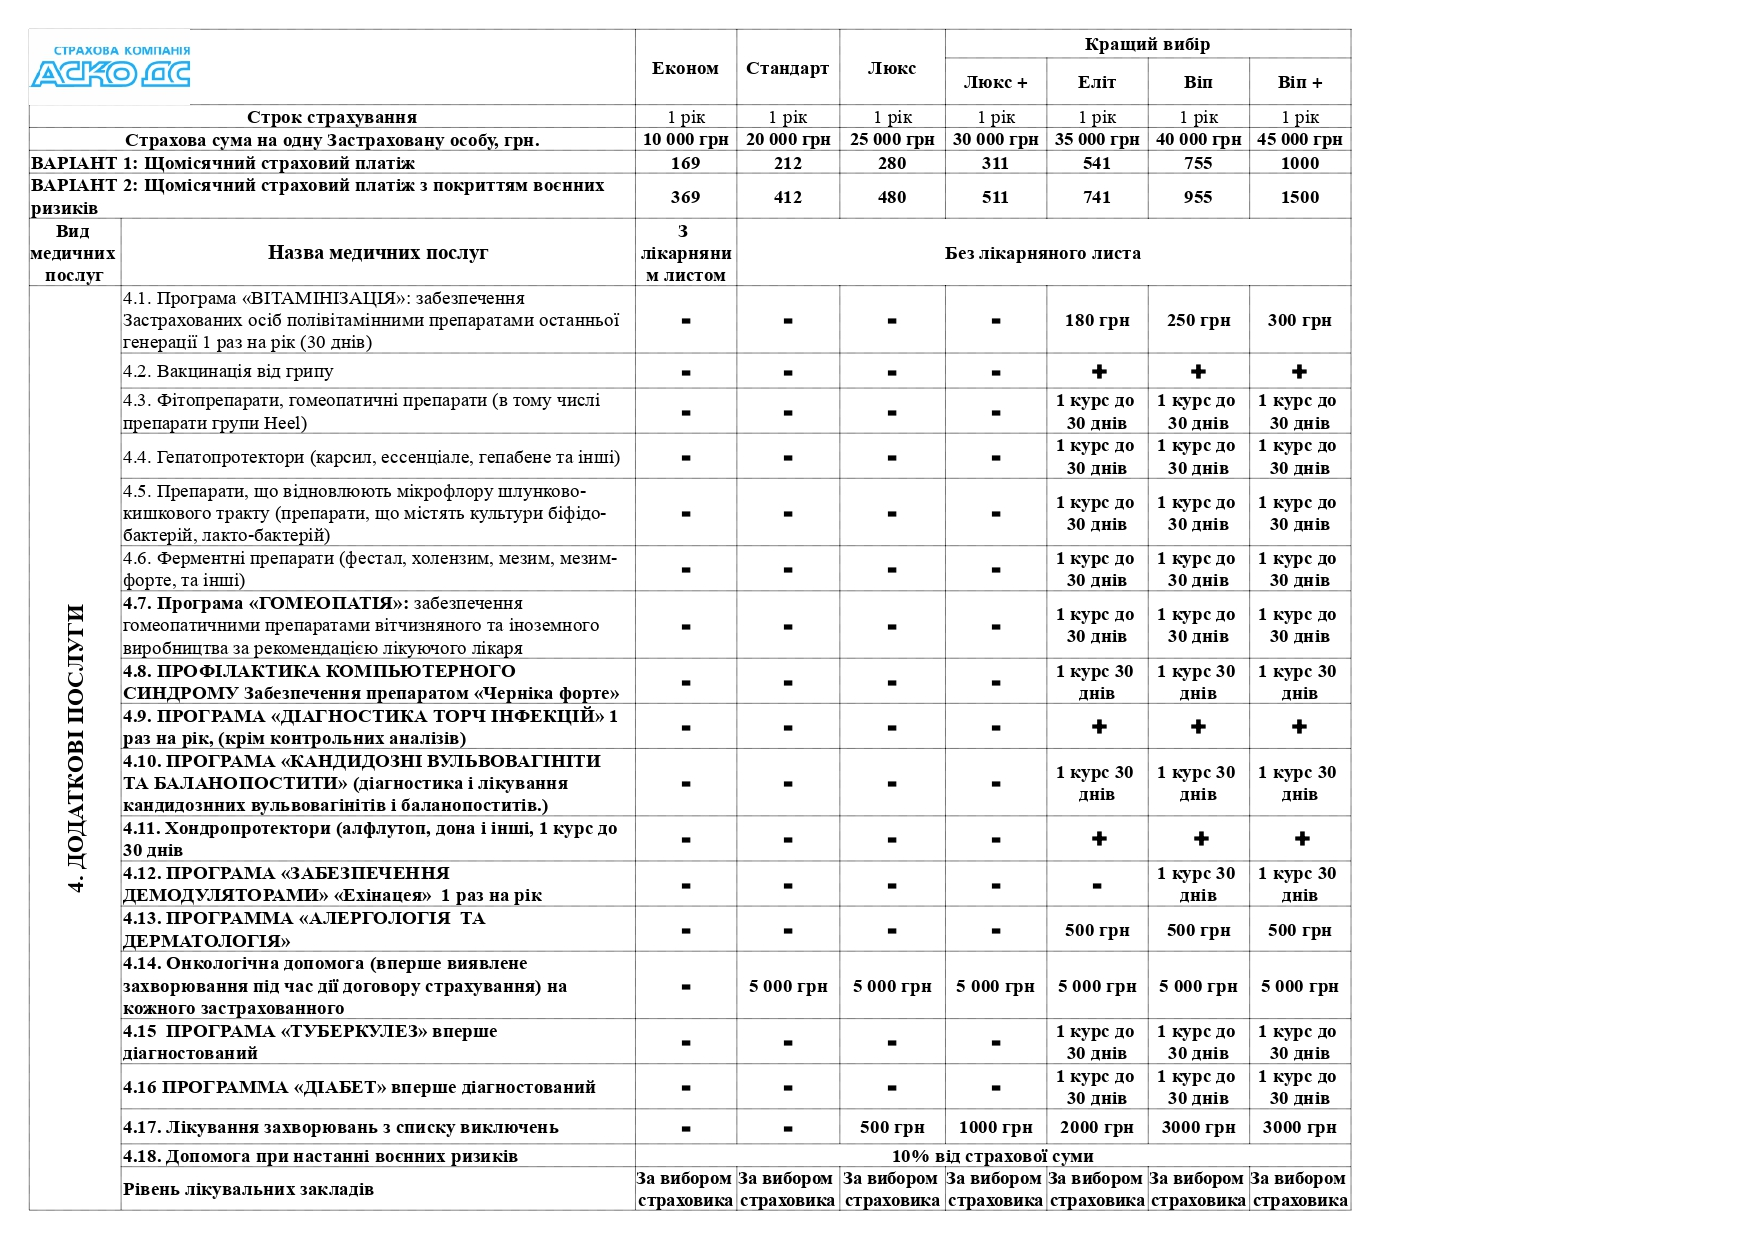 СТРАХОВА КОМПАНІЯ
АСКО ДС
Економ Стандарт Люкс Кращий вибір
Люкс + Еліт Віп Віп +
Строк страхування 1 рік 1 рік 1 рік 1 рік 1 рік 1 рік 1 рік
Страхова сума на одну Застраховану особу, грн. 10 000 грн 20 000 грн 25 000 грн 30 000 грн 35 000 грн 40 000 грн 45 000 грн
ВАРІАНТ 1: Щомісячний страховий платіж 169 212 280 311 541 755 1000
ВАРІАНТ 2: Щомісячний страховий платіж з покриттям воєнних
ризиків 369 412 480 511 741 955 1500
Вид
медичних
послуг
Назва медичних послуг
З
лікарняни
м листом
Без лікарняного листа
4. ДОДАТКОВІ ПОСЛУГИ
4.1. Програма «ВІТАМІНІЗАЦІЯ»: забезпечення
Застрахованих осіб полівітамінними препаратами останньої
генерації 1 раз на рік (30 днів)
- - - - 180 грн 250 грн 300 грн
4.2. Вакцинація від грипу - - - - + + +
4.3. Фітопрепарати, гомеопатичні препарати (в тому числі
препарати групи Heel)
- - - - 1 курс до 1 курс до 1 курс до
30 днів 30 днів 30 днів
4.4. Гепатопротектори (карсил, ессенціале, гепабене та інші)
- - - - 1 курс до 1 курс до 1 курс до
30 днів 30 днів 30 днів
4.5. Препарати, що відновлюють мікрофлору шлунково-
кишкового тракту (препарати, що містять культури біфідо-
бактерій, лакто-бактерій)
- - - - 1 курс до 1 курс до 1 курс до
30 днів 30 днів 30 днів
4.6. Ферментні препарати (фестал, холензим, мезим, мезим-
форте, та інші)
- - - - 1 курс до 1 курс до 1 курс до
30 днів 30 днів 30 днів
4.7. Програма «ГОМЕОПАТІЯ»: забезпечення
гомеопатичними препаратами вітчизняного та іноземного
виробництва за рекомендацією лікуючого лікаря
- - - - 1 курс до 1 курс до 1 курс до
30 днів 30 днів 30 днів
4.8. ПРОФІЛАКТИКА КОМПЬЮТЕРНОГО
СИНДРОМУ Забезпечення препаратом «Черніка форте»
- - - - 1 курс 30 1 курс 30 1 курс 30
днів днів днів
4.9. ПРОГРАМА «ДІАГНОСТИКА ТОРЧ ІНФЕКЦІЙ» 1
раз на рік, (крім контрольних аналізів)
- - - - + + +
4.10. ПРОГРАМА «КАНДИДОЗНІ ВУЛЬВОВАГІНІТИ
ТА БАЛАНОПОСТИТИ» (діагностика і лікування
кандидознних вульвовагінітів і баланопоститів.)
- - - - 1 курс 30 1 курс 30 1 курс 30
днів днів днів
4.11. Хондропротектори (алфлутоп, дона і інші, 1 курс до
30 днів
- - - - + + +
4.12. ПРОГРАМА «ЗАБЕЗПЕЧЕННЯ
ДЕМОДУЛЯТОРАМИ» «Ехінацея» 1 раз на рік
- - - - - 1 курс 30 1 курс 30
днів днів
4.13. ПРОГРАММА «АЛЕРГОЛОГІЯ ТА
ДЕРМАТОЛОГІЯ»
- - - - 500 грн 500 грн 500 грн
4.14. Онкологічна допомога (вперше виявлене
захворювання під час дії договору страхування) на
кожного застрахованного
- 5 000 грн 5 000 грн 5 000 грн 5 000 грн 5 000 грн 5 000 грн
4.15 ПРОГРАМА «ТУБЕРКУЛЕЗ» вперше
діагностований
- - - - 1 курс до 1 курс до 1 курс до
30 днів 30 днів 30 днів
4.16 ПРОГРАММА «ДІАБЕТ» вперше діагностований
- - - - 1 курс до 1 курс до 1 курс до
30 днів 30 днів 30 днів
4.17. Лікування захворювань з списку виключень - - 500 грн 1000 грн 2000 грн 3000 грн 3000 грн
4.18. Допомога при настанні воєнних ризиків 10% від страхової суми
Рівень лікувальних закладів
За вибором За вибором За вибором За вибором За вибором За вибором За вибором
страховика страховика страховика страховика страховика страховика страховика